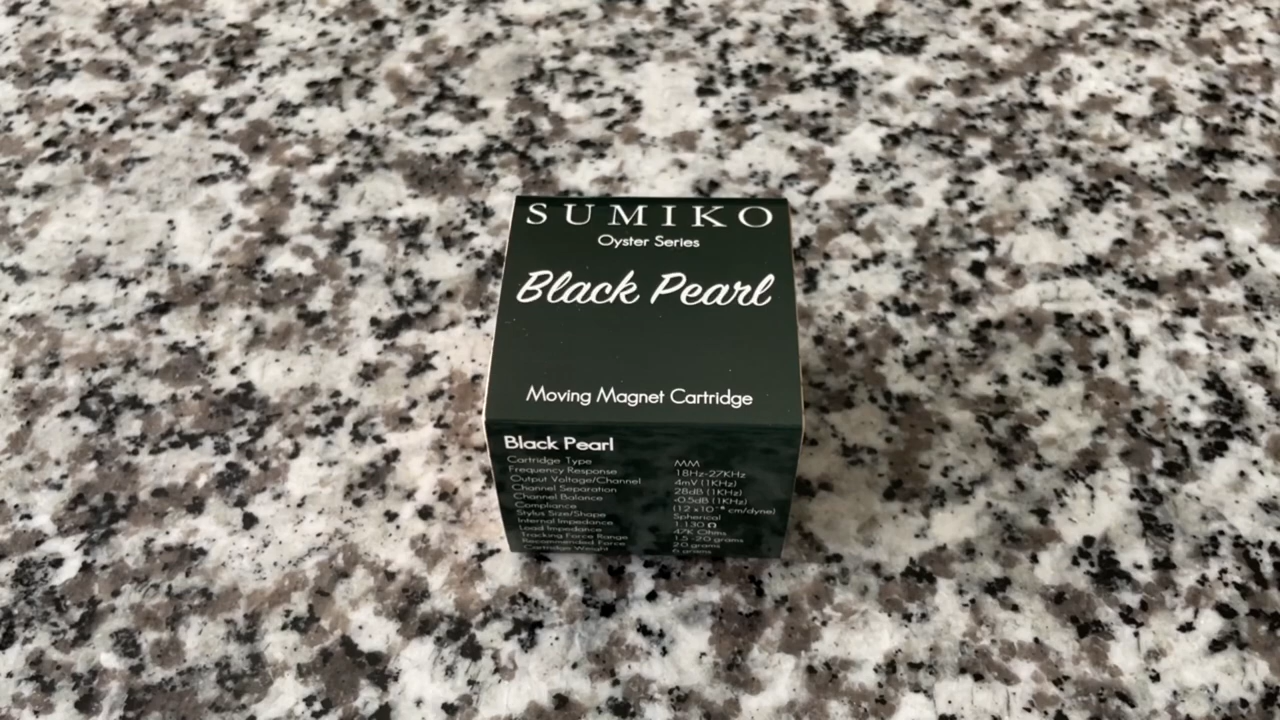 SUMIKO
Oyster Series
Black Pearl
Moving Magnet Cartridge
Black Pearl
Cartridge Type MM
Frequency Response 18Hz-27KHz
Output Voltage/Channel 4mV (1KHz)
Channel Separation 28dB (1KHz)
Channel Balance -0.5dB (1KHz)
Compliance (12 x10⁻⁶ cm/dyne)
Stylus Size/Shape Spherical
Internal Impedance 1.130 Ω
Load Impedance 47K Ohms
Tracking Force Range 1.5 -2.0 grams
Recommended Force 2.0 grams
Cartridge Weight 6 grams